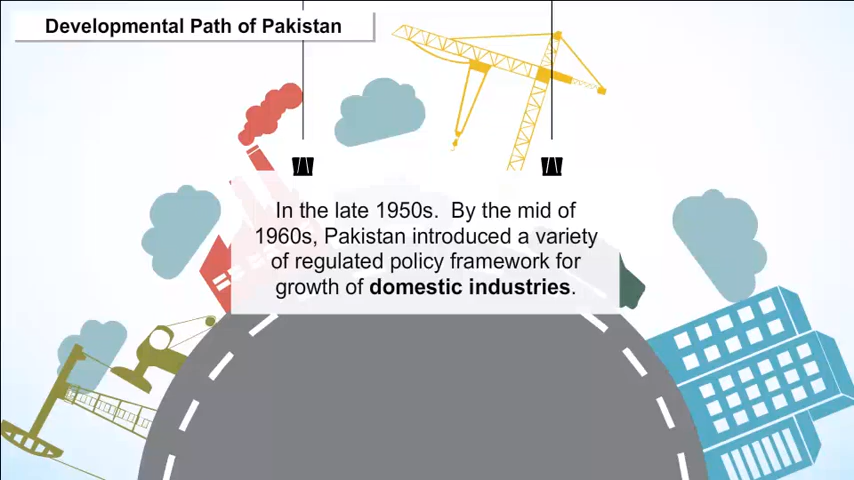 Developmental Path of Pakistan
In the late 1950s.  By the mid of
1960s, Pakistan introduced a variety
of regulated policy framework for
growth of domestic industries.